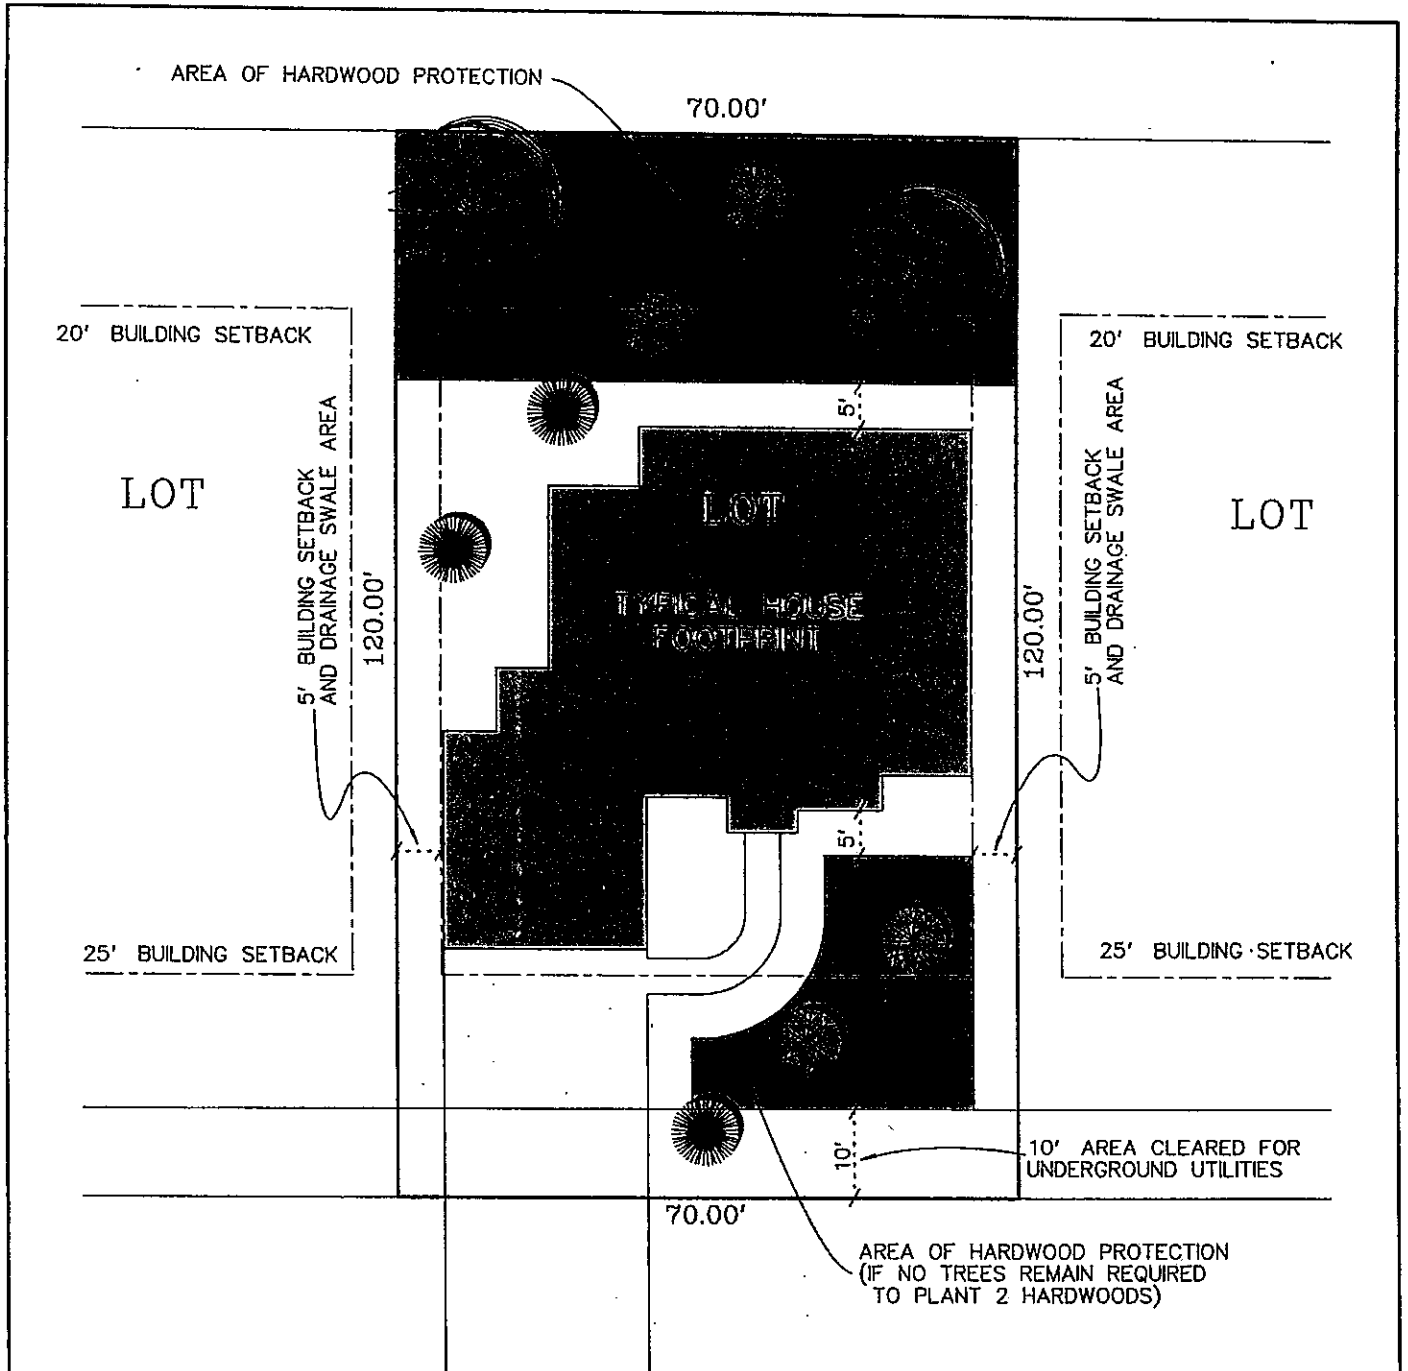 AREA OF HARDWOOD PROTECTION
70.00'
20' BUILDING SETBACK
20' BUILDING SETBACK
5'
LOT
LOT
LOT
5' BUILDING SETBACK
AND DRAINAGE SWALE AREA
120.00'
TYPICAL HOUSE
FOOTPRINT
120.00'
5' BUILDING SETBACK
AND DRAINAGE SWALE AREA
5'
25' BUILDING SETBACK
25' BUILDING SETBACK
10'
10' AREA CLEARED FOR
UNDERGROUND UTILITIES
70.00'
AREA OF HARDWOOD PROTECTION
(IF NO TREES REMAIN REQUIRED
TO PLANT 2 HARDWOODS)